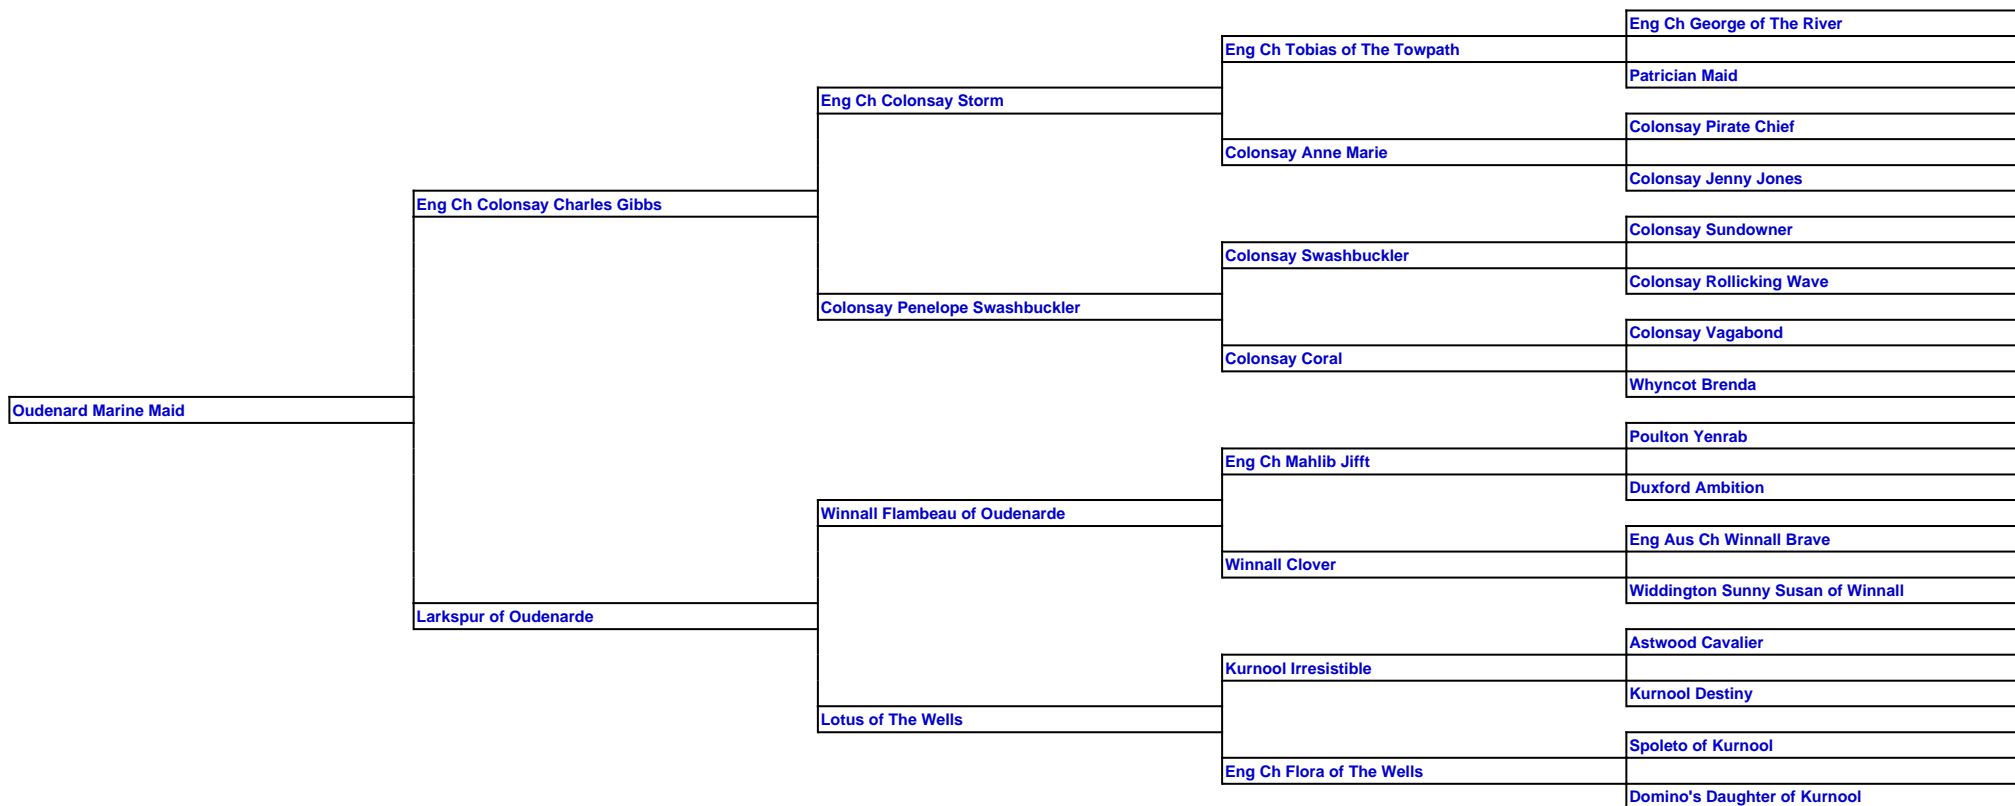 Eng Ch George of The River
Eng Ch Tobias of The Towpath
Patrician Maid
Eng Ch Colonsay Storm
Colonsay Pirate Chief
Colonsay Anne Marie
Colonsay Jenny Jones
Eng Ch Colonsay Charles Gibbs
Colonsay Sundowner
Colonsay Swashbuckler
Colonsay Rollicking Wave
Colonsay Penelope Swashbuckler
Colonsay Vagabond
Colonsay Coral
Whyncot Brenda
Oudenard Marine Maid
Poulton Yenrab
Eng Ch Mahlib Jifft
Duxford Ambition
Winnall Flambeau of Oudenarde
Eng Aus Ch Winnall Brave
Winnall Clover
Widdington Sunny Susan of Winnall
Larkspur of Oudenarde
Astwood Cavalier
Kurnool Irresistible
Kurnool Destiny
Lotus of The Wells
Spoleto of Kurnool
Eng Ch Flora of The Wells
Domino's Daughter of Kurnool